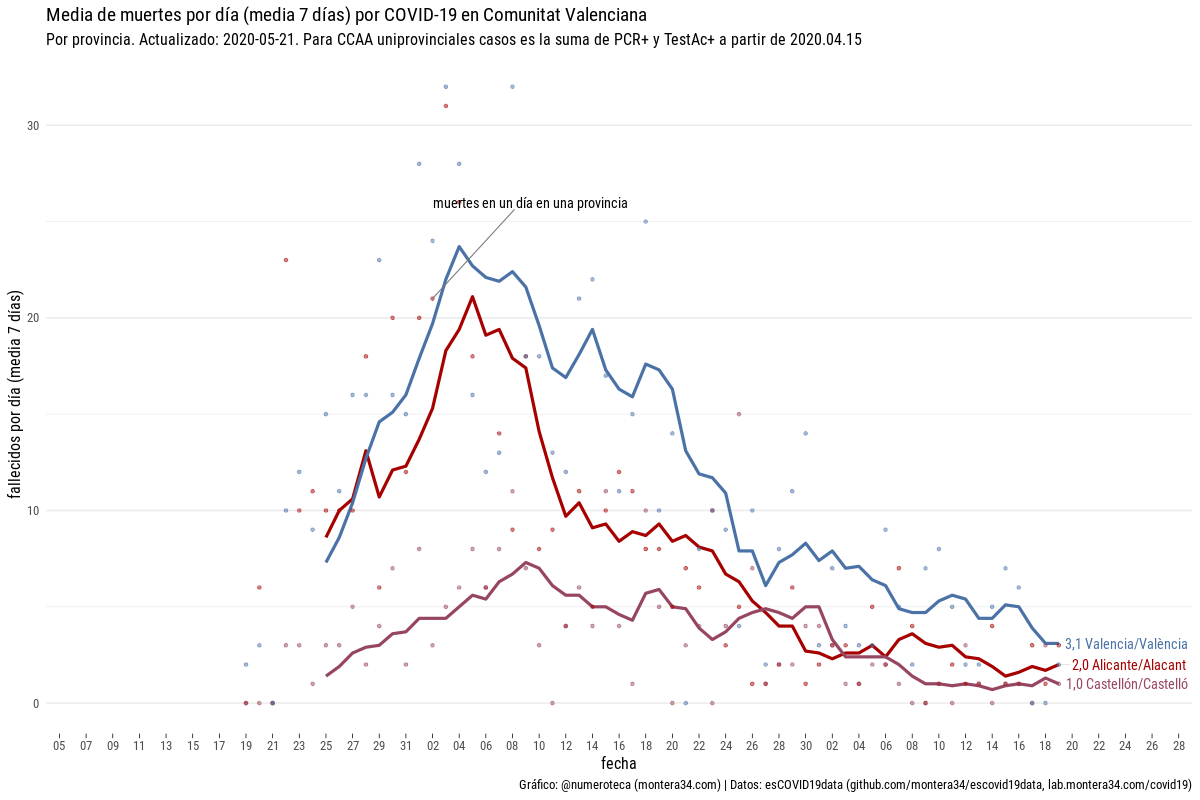 Media de muertes por día (media 7 días) por COVID-19 en Comunitat Valenciana
Por provincia. Actualizado: 2020-05-21. Para CCAA uniprovinciales casos es la suma de PCR+ y TestAc+ a partir de 2020.04.15
fallecidos por día (media 7 días)
30
20
10
0
muertes en un día en una provincia
3,1 Valencia/València
2,0 Alicante/Alacant
1,0 Castellón/Castelló
05 07 09 11 13 15 17 19 21 23 25 27 29 31 02 04 06 08 10 12 14 16 18 20 22 24 26 28 30 02 04 06 08 10 12 14 16 18 20 22 24 26 28
fecha
Gráfico: @numeroteca (montera34.com) | Datos: esCOVID19data (github.com/montera34/escovid19data, lab.montera34.com/covid19)